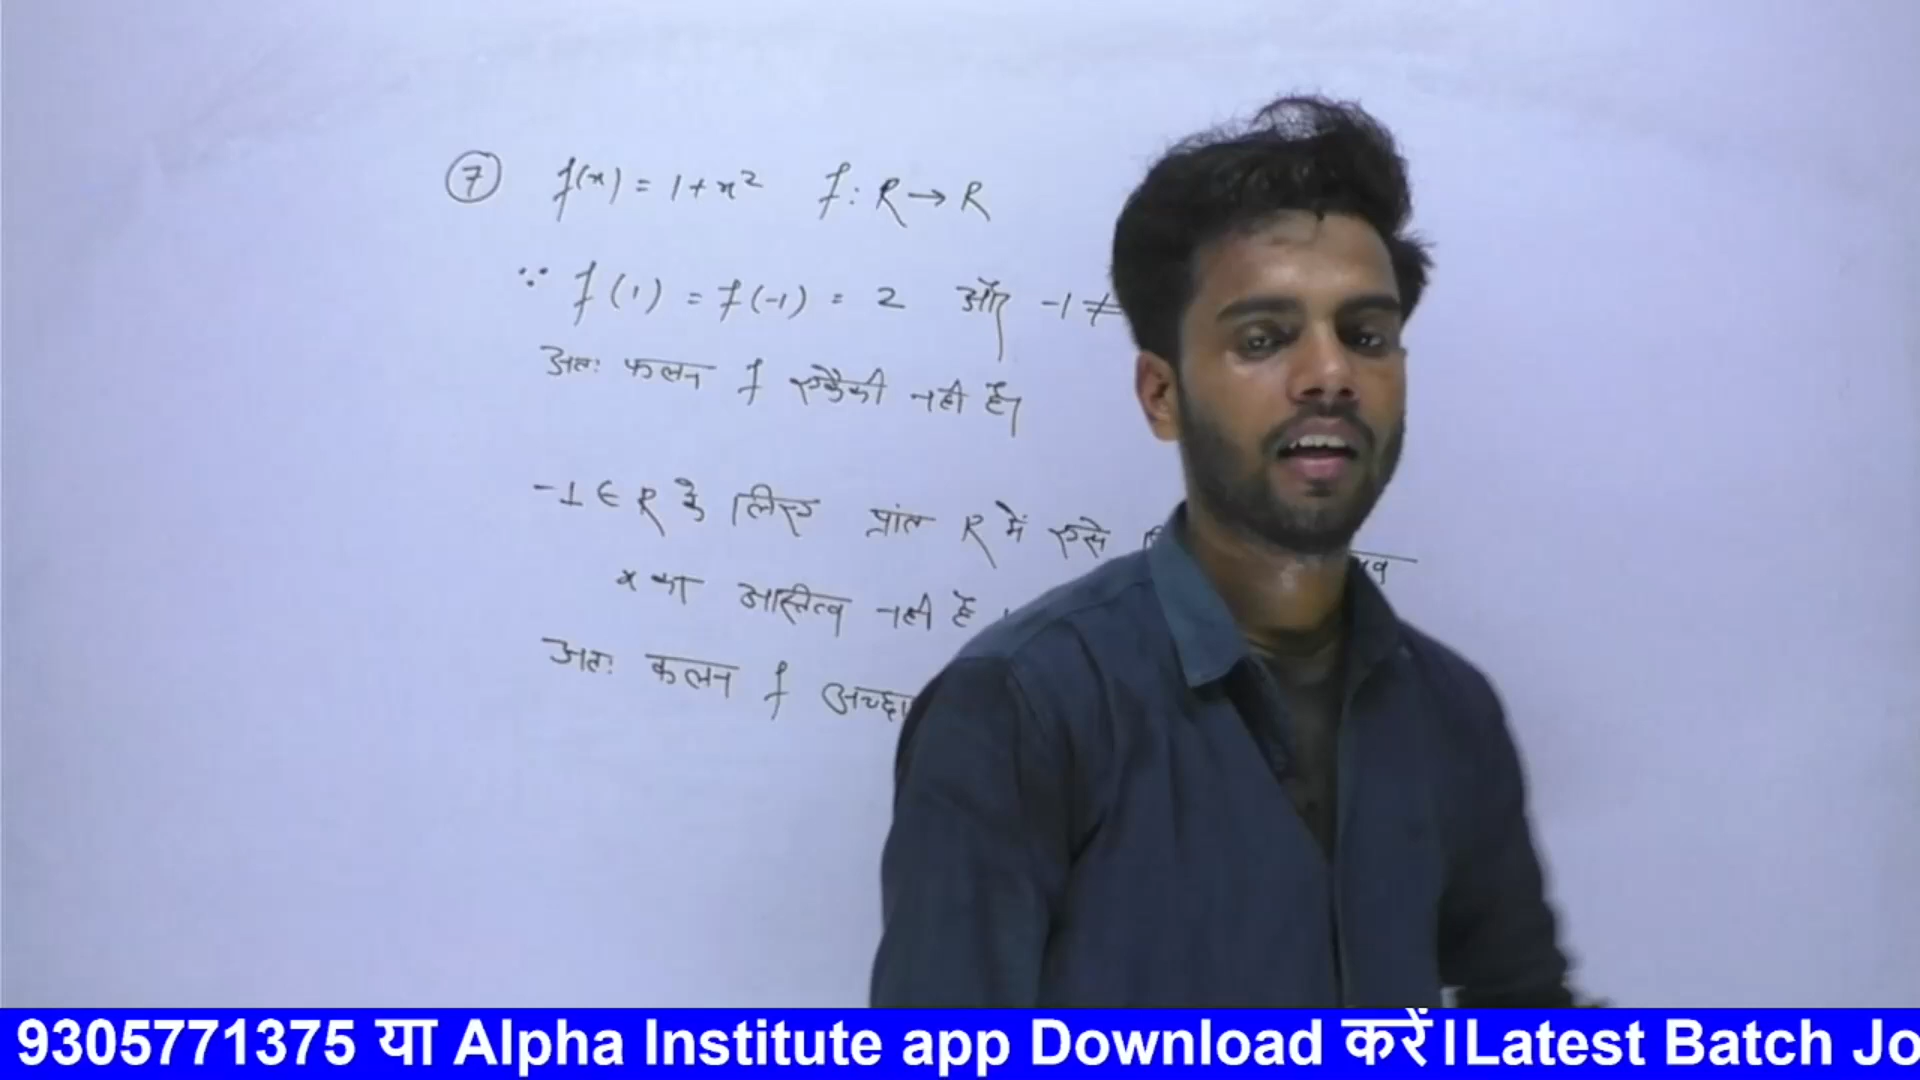 7 f(x) = 1+x² f: R → R
∵ f(1) = f(-1) = 2 और -1 ≠
अतः फलन f एकैकी नही है।
-1 ∈ R के लिए प्रांत R में एसे
x का अस्तित्व नही है
अतः फलन f
9305771375 या Alpha Institute app Download करें।Latest Batch Jo